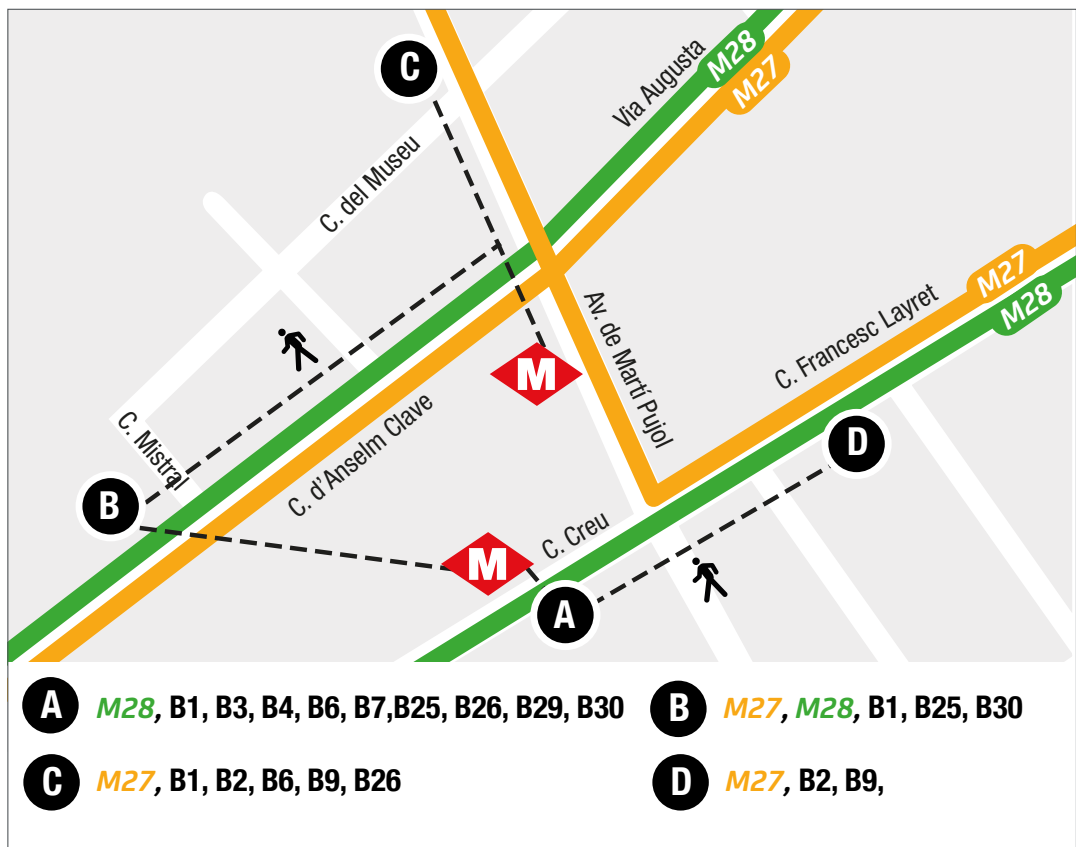 C
M28
M27
Via Augusta
C. del Museu
M27
M28
Av. de Martí Pujol
C. Francesc Layret
M
C. Mistral
C. d'Anselm Clave
D
B
C. Creu
M
A
A M28, B1, B3, B4, B6, B7,B25, B26, B29, B30
B M27, M28, B1, B25, B30
C M27, B1, B2, B6, B9, B26
D M27, B2, B9,